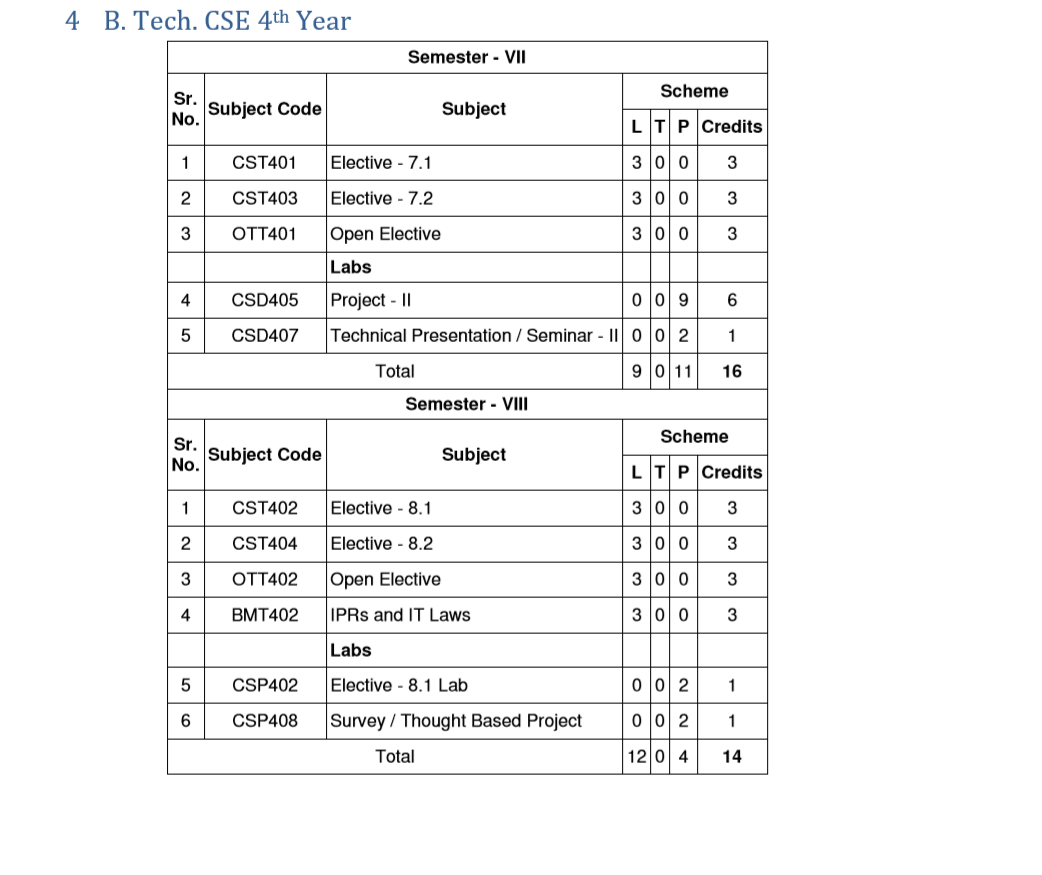 4 B. Tech. CSE 4th Year
Semester - VII
Sr. No. Subject Code Subject Scheme
L T P Credits
1 CST401 Elective - 7.1 3 0 0 3
2 CST403 Elective - 7.2 3 0 0 3
3 OTT401 Open Elective 3 0 0 3
Labs
4 CSD405 Project - II 0 0 9 6
5 CSD407 Technical Presentation / Seminar - II 0 0 2 1
Total 9 0 11 16
Semester - VIII
Sr. No. Subject Code Subject Scheme
L T P Credits
1 CST402 Elective - 8.1 3 0 0 3
2 CST404 Elective - 8.2 3 0 0 3
3 OTT402 Open Elective 3 0 0 3
4 BMT402 IPRs and IT Laws 3 0 0 3
Labs
5 CSP402 Elective - 8.1 Lab 0 0 2 1
6 CSP408 Survey / Thought Based Project 0 0 2 1
Total 12 0 4 14